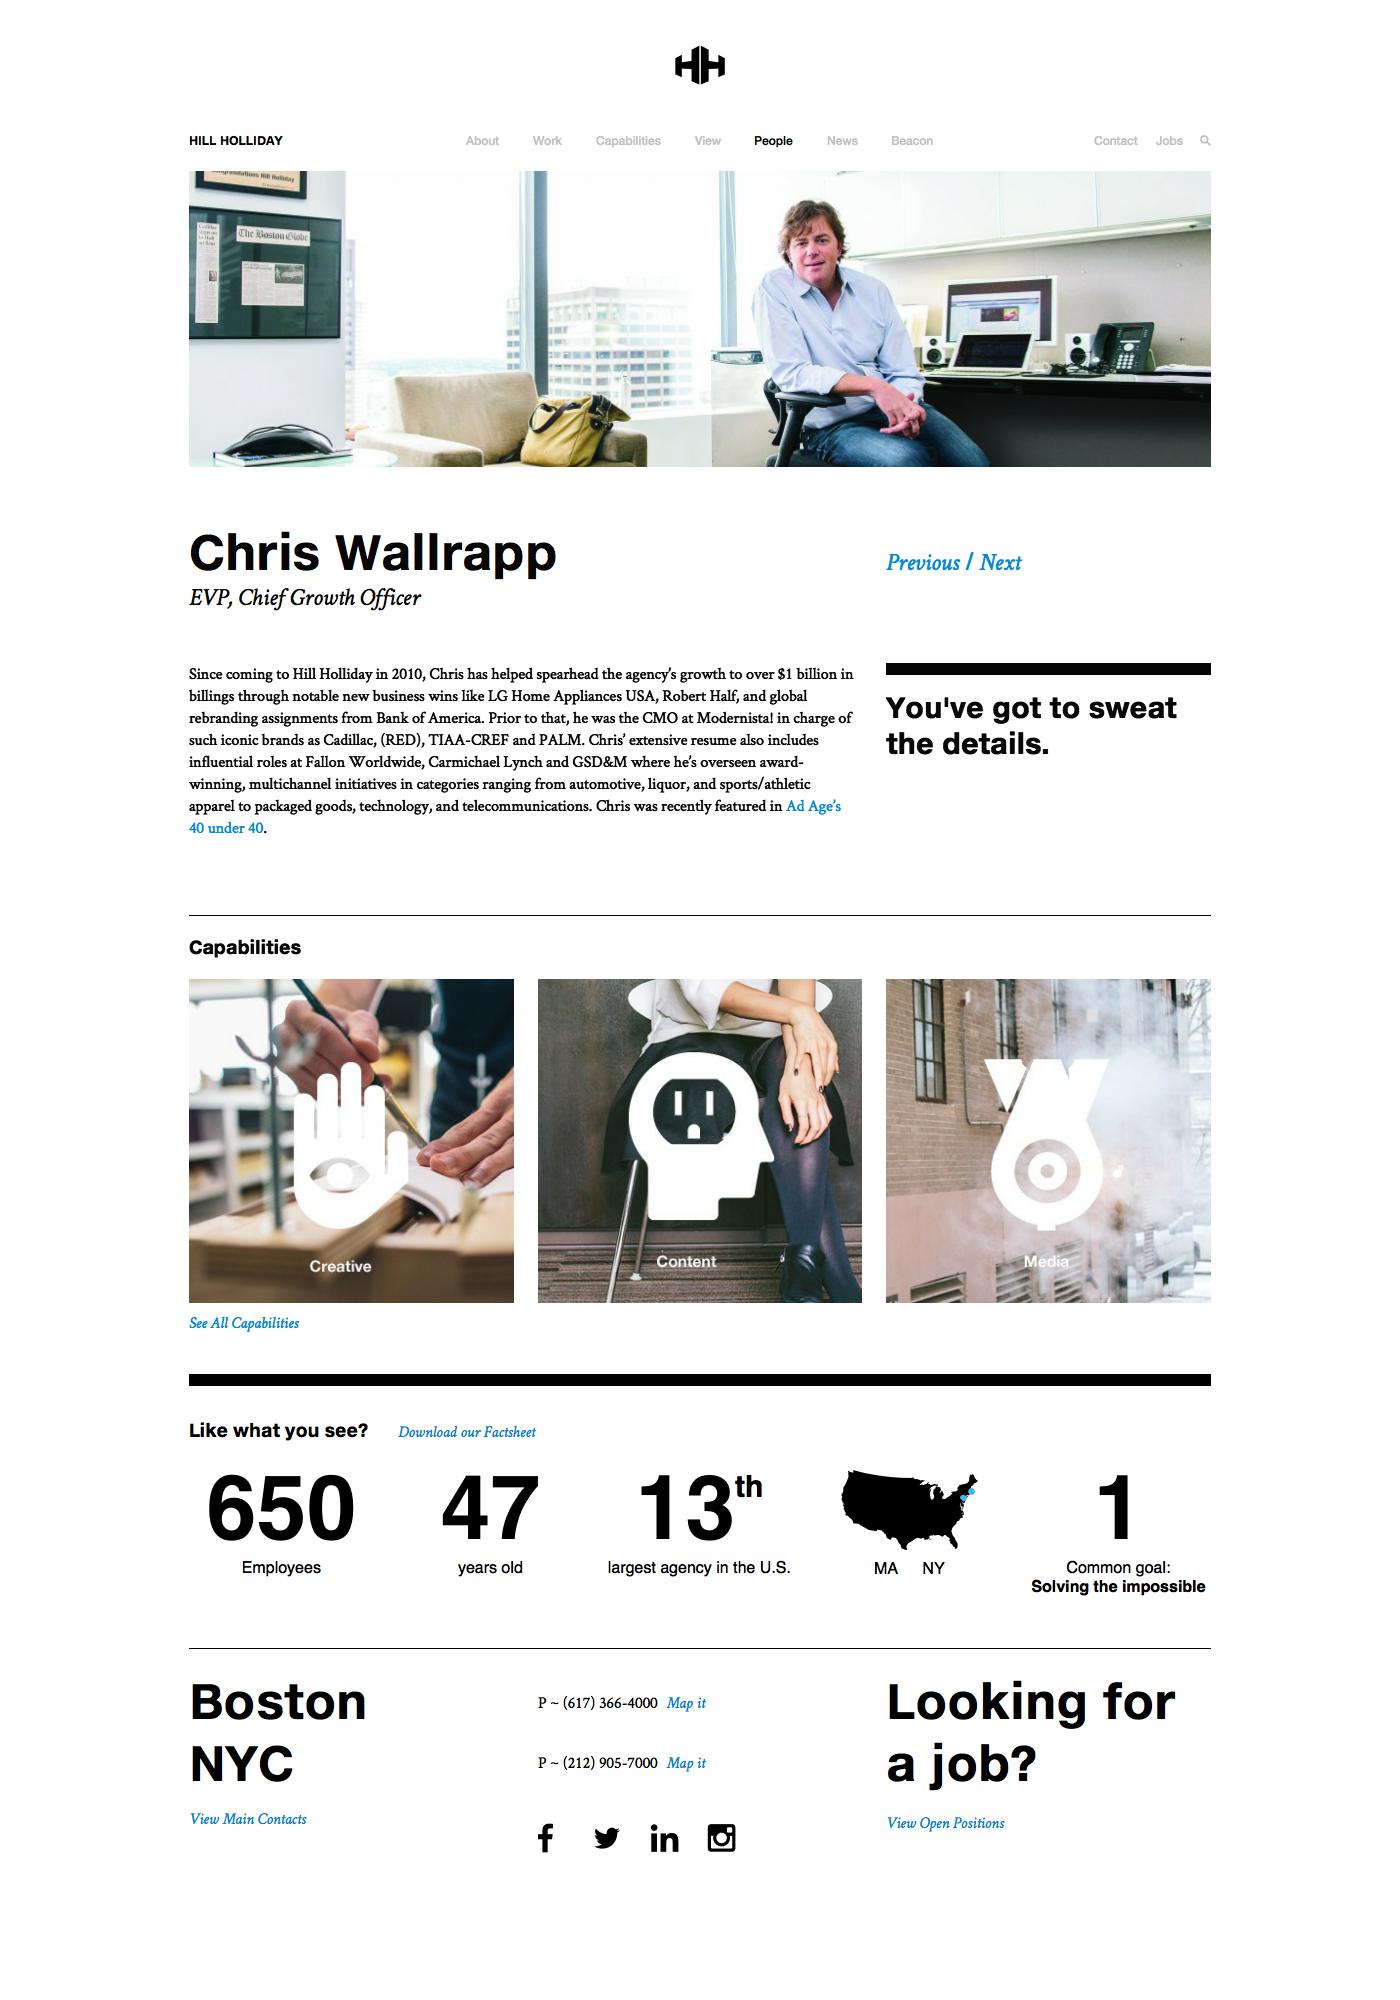 HILL HOLLIDAY
About Work Capabilities View People News Beacon
Contact Jobs
Congratulations Hill Holliday
The Boston Globe
Chris Wallrapp
EVP, Chief Growth Officer
Previous / Next
Since coming to Hill Holliday in 2010, Chris has helped spearhead the agency’s growth to over $1 billion in
billings through notable new business wins like LG Home Appliances USA, Robert Half, and global
rebranding assignments from Bank of America. Prior to that, he was the CMO at Modernista! in charge of
such iconic brands as Cadillac, (RED), TIAA-CREF and PALM. Chris’ extensive resume also includes
influential roles at Fallon Worldwide, Carmichael Lynch and GSD&M where he’s overseen award-
winning, multichannel initiatives in categories ranging from automotive, liquor, and sports/athletic
apparel to packaged goods, technology, and telecommunications. Chris was recently featured in Ad Age’s
40 under 40.
You've got to sweat
the details.
Capabilities
Creative
Content
Media
See All Capabilities
Like what you see? Download our Factsheet
650
Employees
47
years old
13th
largest agency in the U.S.
MA NY
1
Common goal:
Solving the impossible
Boston
NYC
View Main Contacts
P ~ (617) 366-4000 Map it
P ~ (212) 905-7000 Map it
Looking for
a job?
View Open Positions